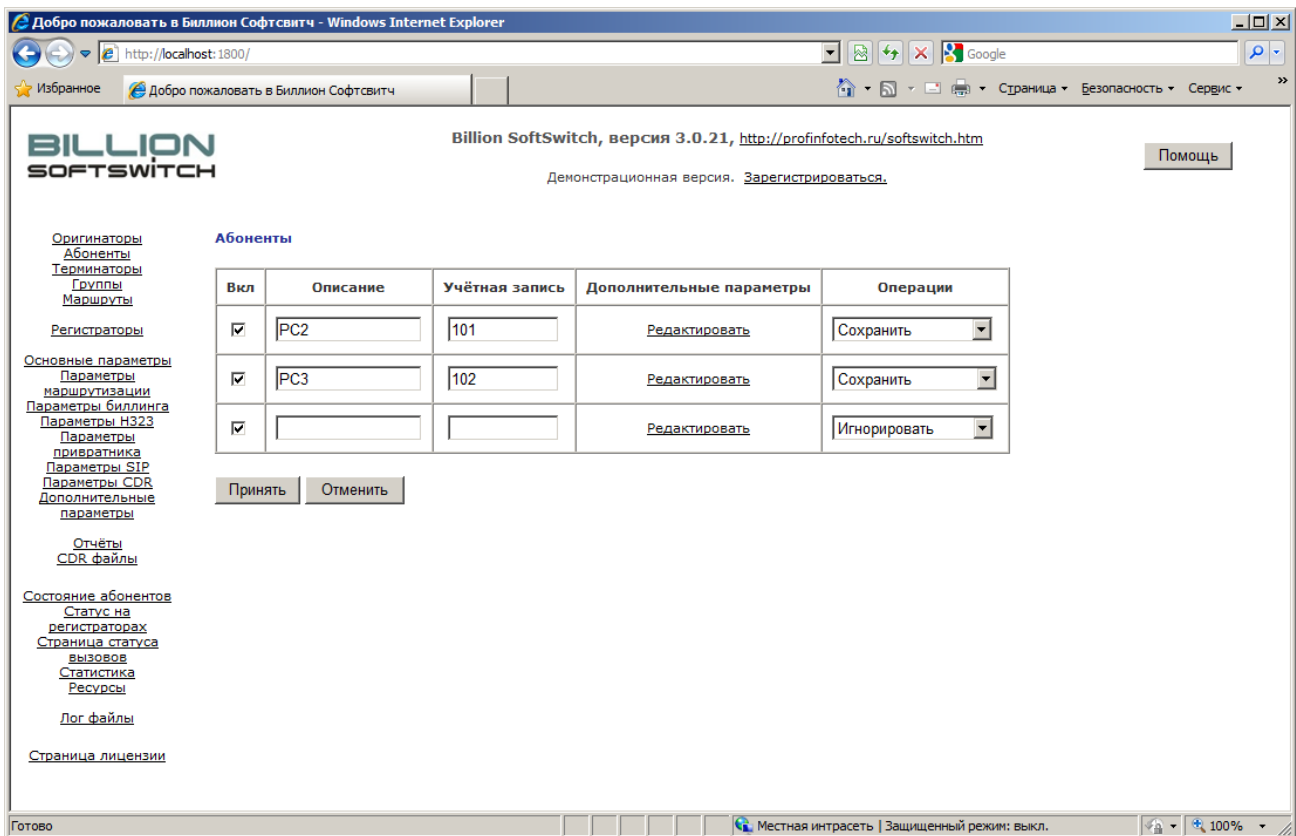 Добро пожаловать в Биллион Софтсвитч - Windows Internet Explorer
http://localhost:1800/
Google
Избранное
Добро пожаловать в Биллион Софтсвитч
Страница
Безопасность
Сервис
»
BILLION
SOFTSWITCH
Billion SoftSwitch, версия 3.0.21, http://profinfotech.ru/softswitch.htm
Демонстрационная версия. Зарегистрироваться.
Помощь
Оригинаторы
Абоненты
Терминаторы
Группы
Маршруты
Регистраторы
Основные параметры
Параметры
маршрутизации
Параметры биллинга
Параметры H323
Параметры
привратника
Параметры SIP
Параметры CDR
Дополнительные
параметры
Отчёты
CDR файлы
Состояние абонентов
Статус на
регистраторах
Страница статуса
вызовов
Статистика
Ресурсы
Лог файлы
Страница лицензии
Абоненты
Вкл Описание Учётная запись Дополнительные параметры Операции
PC2 101 Редактировать Сохранить
PC3 102 Редактировать Сохранить
Редактировать Игнорировать
Принять Отменить
Готово
Местная интрасеть | Защищенный режим: выкл.
100%